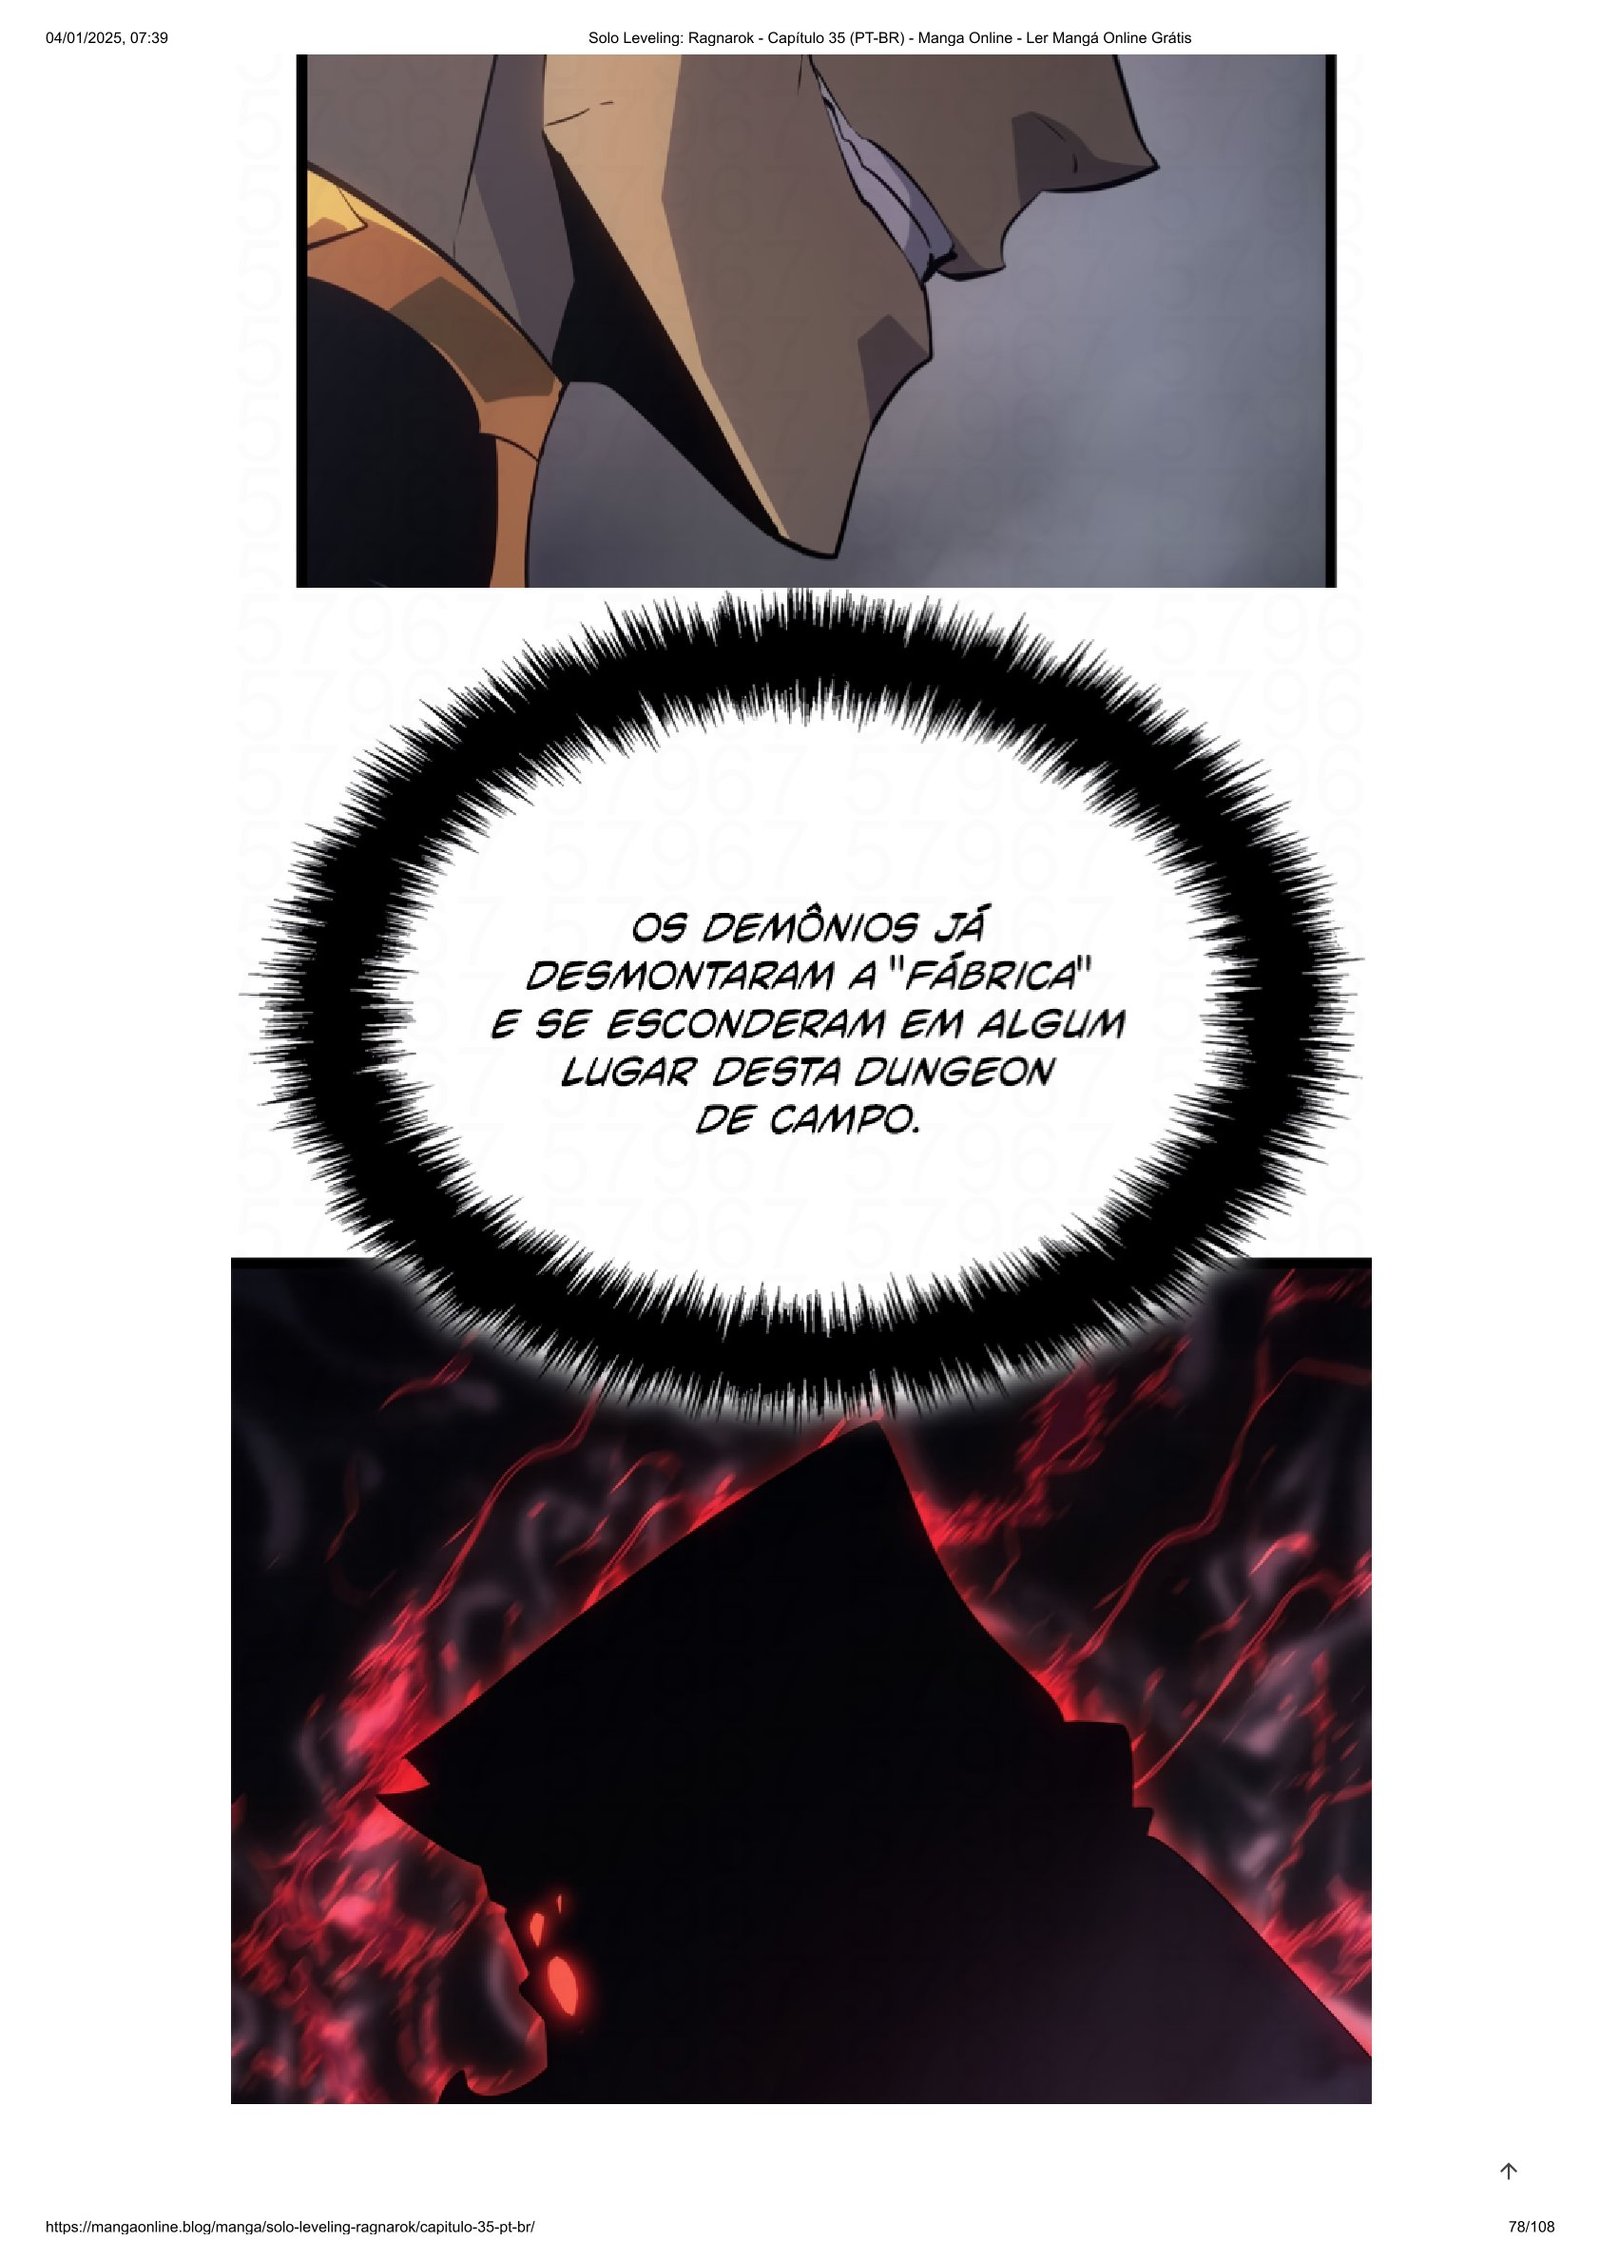 04/01/2025, 07:39
Solo Leveling: Ragnarok - Capítulo 35 (PT-BR) - Manga Online - Ler Mangá Online Grátis
OS DEMÔNIOS JÁ
DESMONTARAM A "FÁBRICA"
E SE ESCONDERAM EM ALGUM
LUGAR DESTA DUNGEON
DE CAMPO.
https://mangaonline.blog/manga/solo-leveling-ragnarok/capitulo-35-pt-br/
78/108